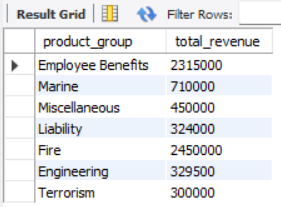 Result Grid Filter Rows:
product_group total_revenue
Employee Benefits 2315000
Marine 710000
Miscellaneous 450000
Liability 324000
Fire 2450000
Engineering 329500
Terrorism 300000